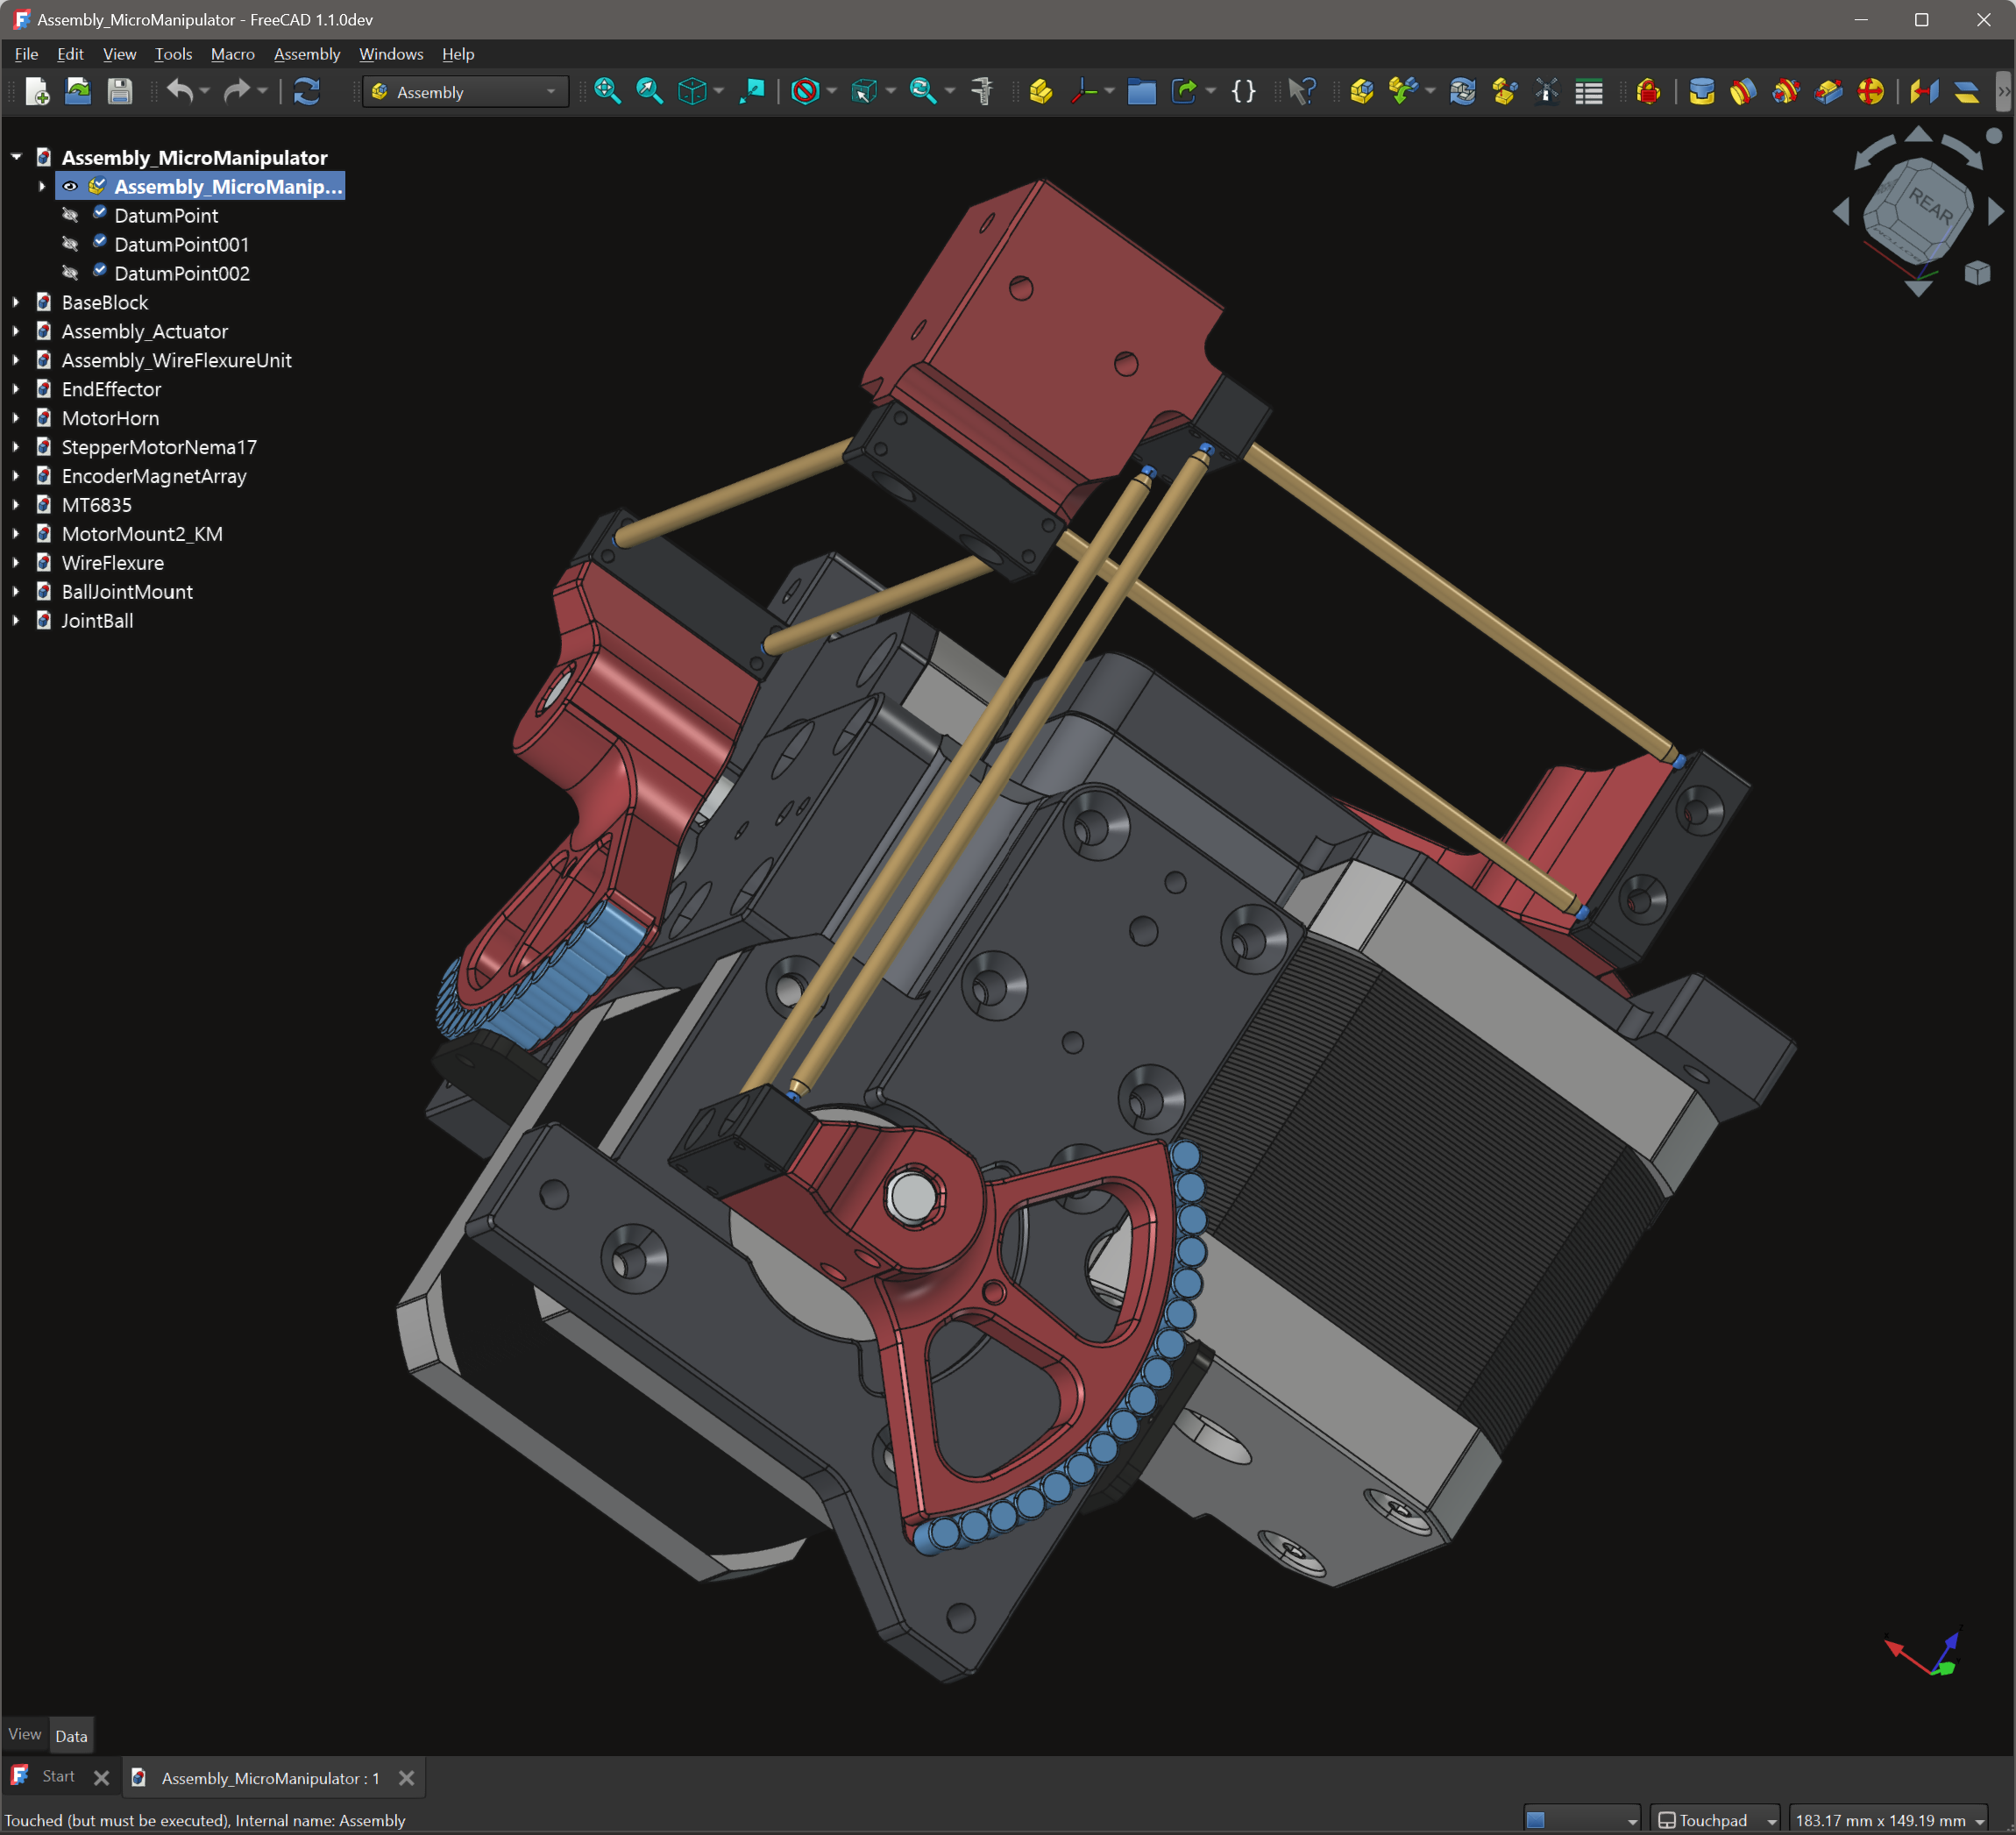 Assembly_MicroManipulator - FreeCAD 1.1.0dev
File Edit View Tools Macro Assembly Windows Help
Assembly
Assembly_MicroManipulator
Assembly_MicroManip...
DatumPoint
DatumPoint001
DatumPoint002
BaseBlock
Assembly_Actuator
Assembly_WireFlexureUnit
EndEffector
MotorHorn
StepperMotorNema17
EncoderMagnetArray
MT6835
MotorMount2_KM
WireFlexure
BallJointMount
JointBall
REAR
View Data
Start Assembly_MicroManipulator : 1
Touched (but must be executed), Internal name: Assembly
Touchpad 183.17 mm x 149.19 mm